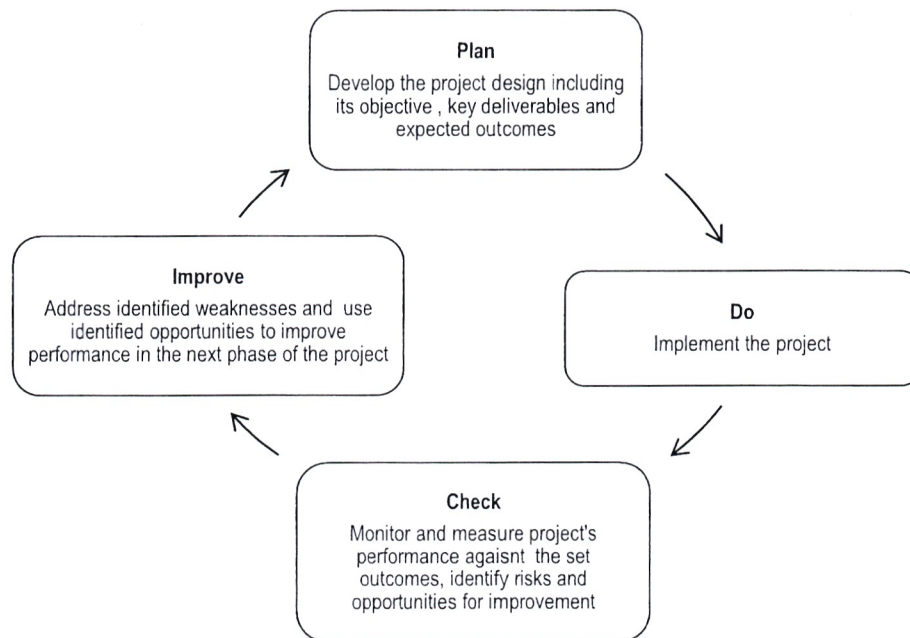 Plan
Develop the project design including
its objective , key deliverables and
expected outcomes
Improve
Address identified weaknesses and use
identified opportunities to improve
performance in the next phase of the project
Do
Implement the project
Check
Monitor and measure project's
performance agaisnt the set
outcomes, identify risks and
opportunities for improvement